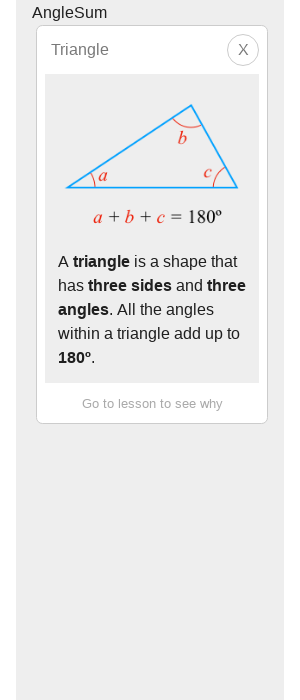 AngleSum
Triangle
X
b
a
c
a + b + c = 180º
A triangle is a shape that
has three sides and three
angles. All the angles
within a triangle add up to
180º.
Go to lesson to see why